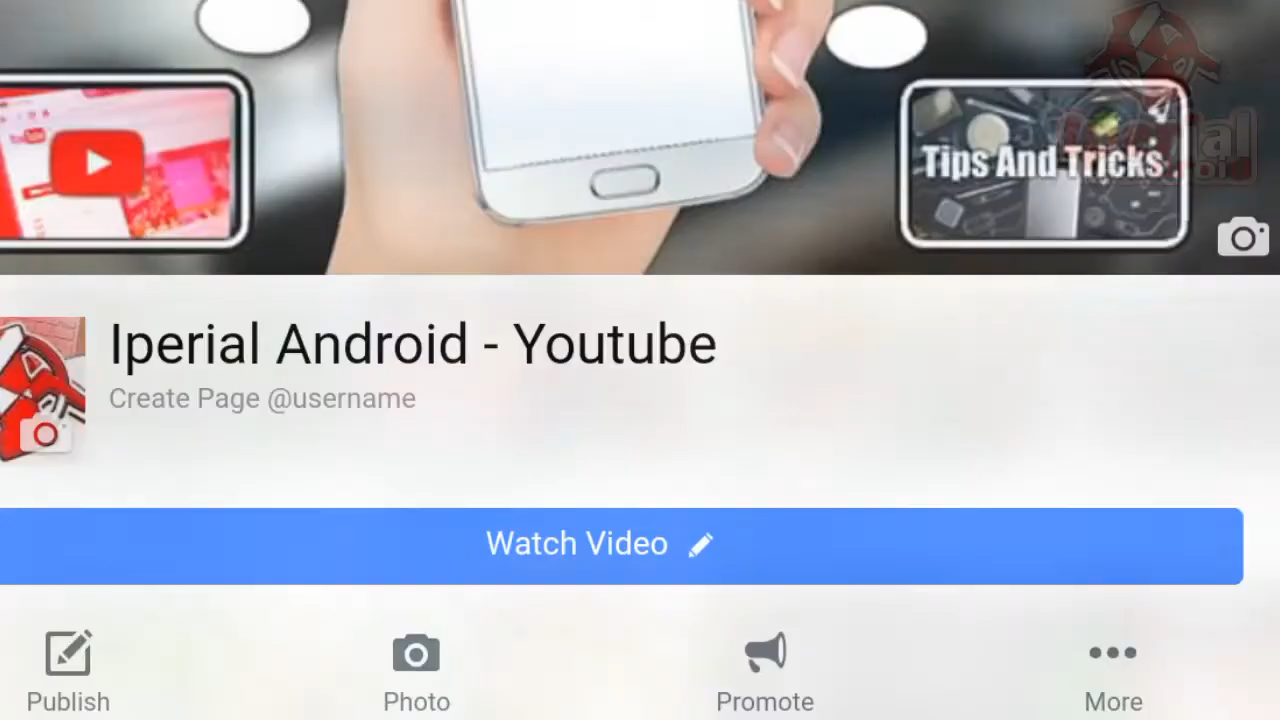 Tips And Tricks
Iperial Android - Youtube
Create Page @username
Watch Video
Publish
Photo
Promote
More